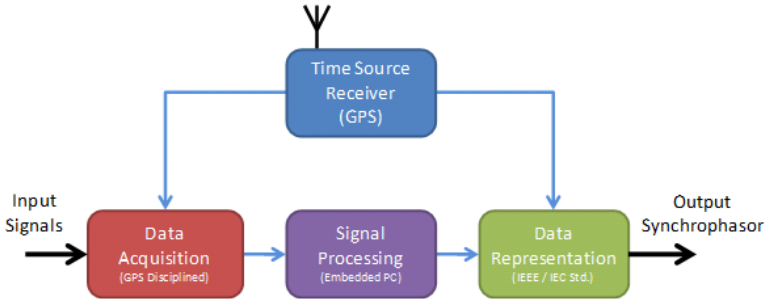 Time Source
Receiver
(GPS)
Input
Signals
Data
Acquisition
(GPS Disciplined)
Signal
Processing
(Embedded PC)
Data
Representation
(IEEE / IEC Std.)
Output
Synchrophasor